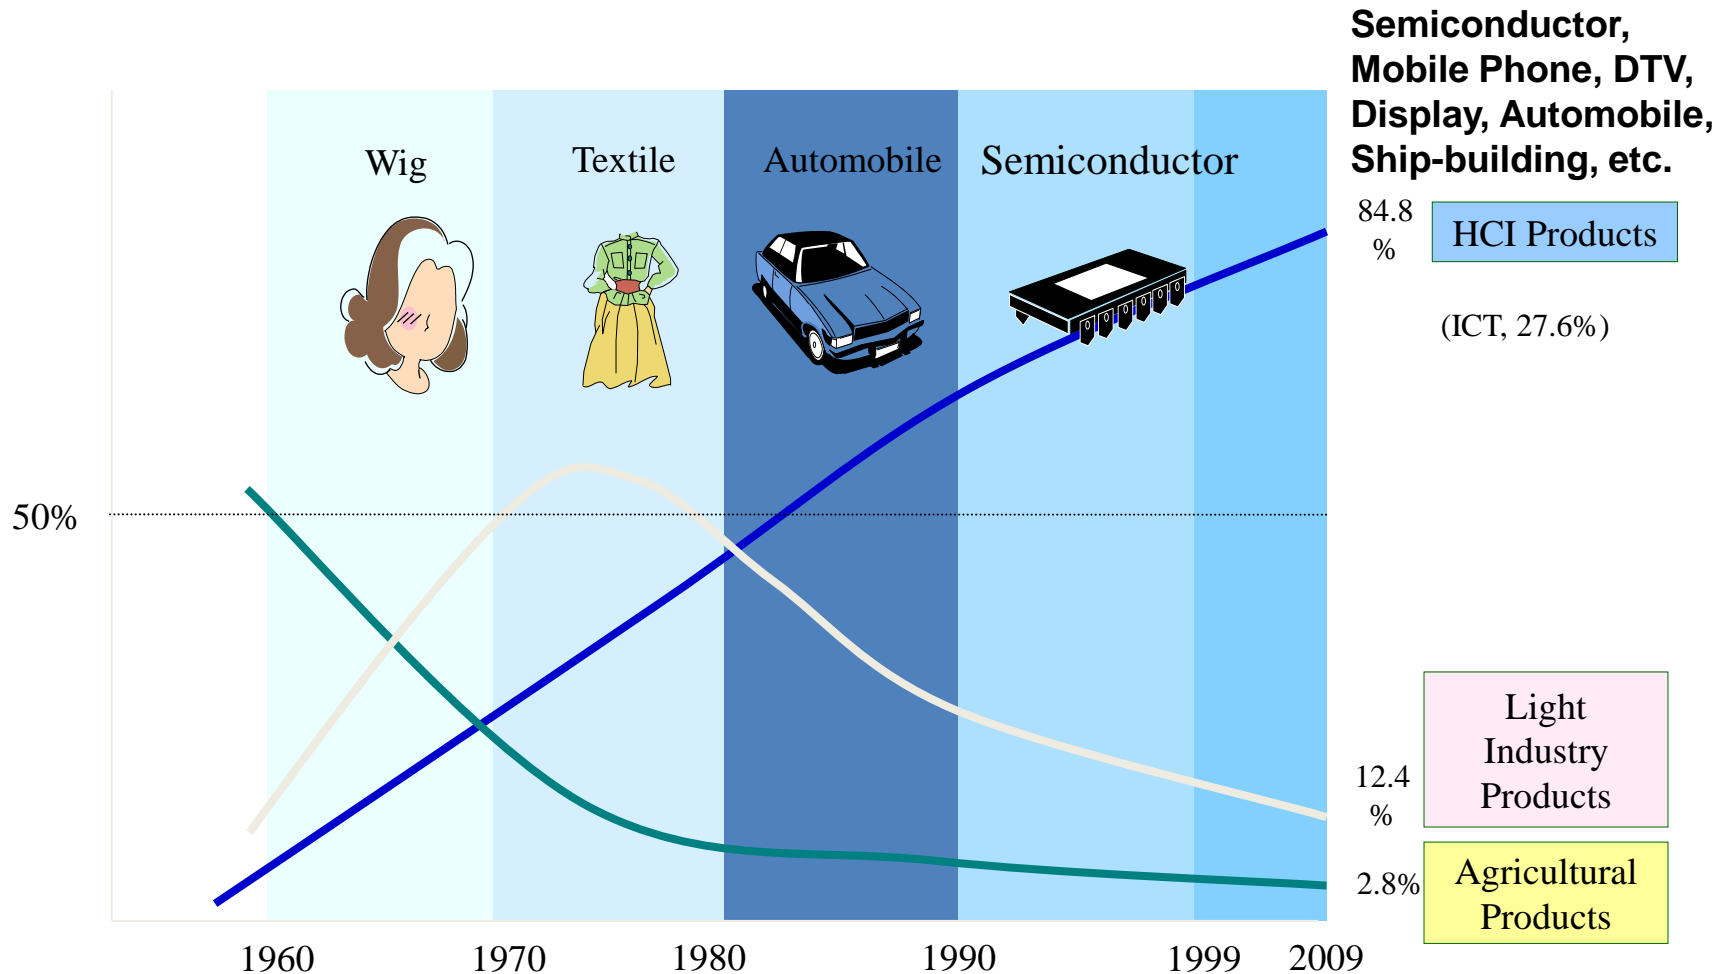 Semiconductor,
Mobile Phone, DTV,
Display, Automobile,
Ship-building, etc.
Wig
Textile
Automobile
Semiconductor
84.8
%
HCI Products
(ICT, 27.6%)
50%
Light
Industry
Products
12.4
%
Agricultural
Products
2.8%
1960
1970
1980
1990
1999
2009